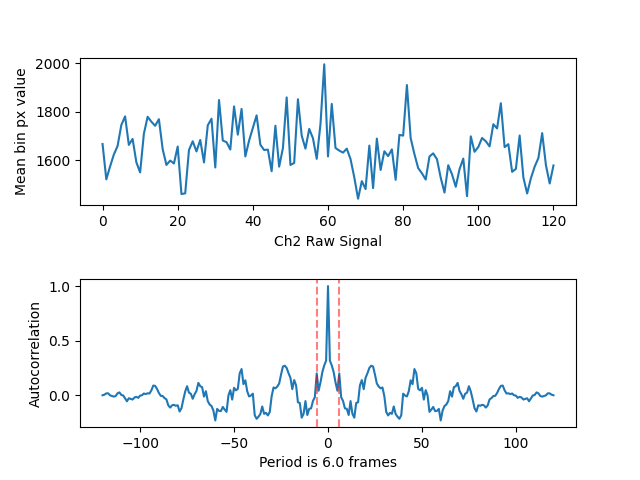 2000
1800
1600
Mean bin px value
0 20 40 60 80 100 120
Ch2 Raw Signal
1.0
0.5
0.0
Autocorrelation
−100 −50 0 50 100
Period is 6.0 frames